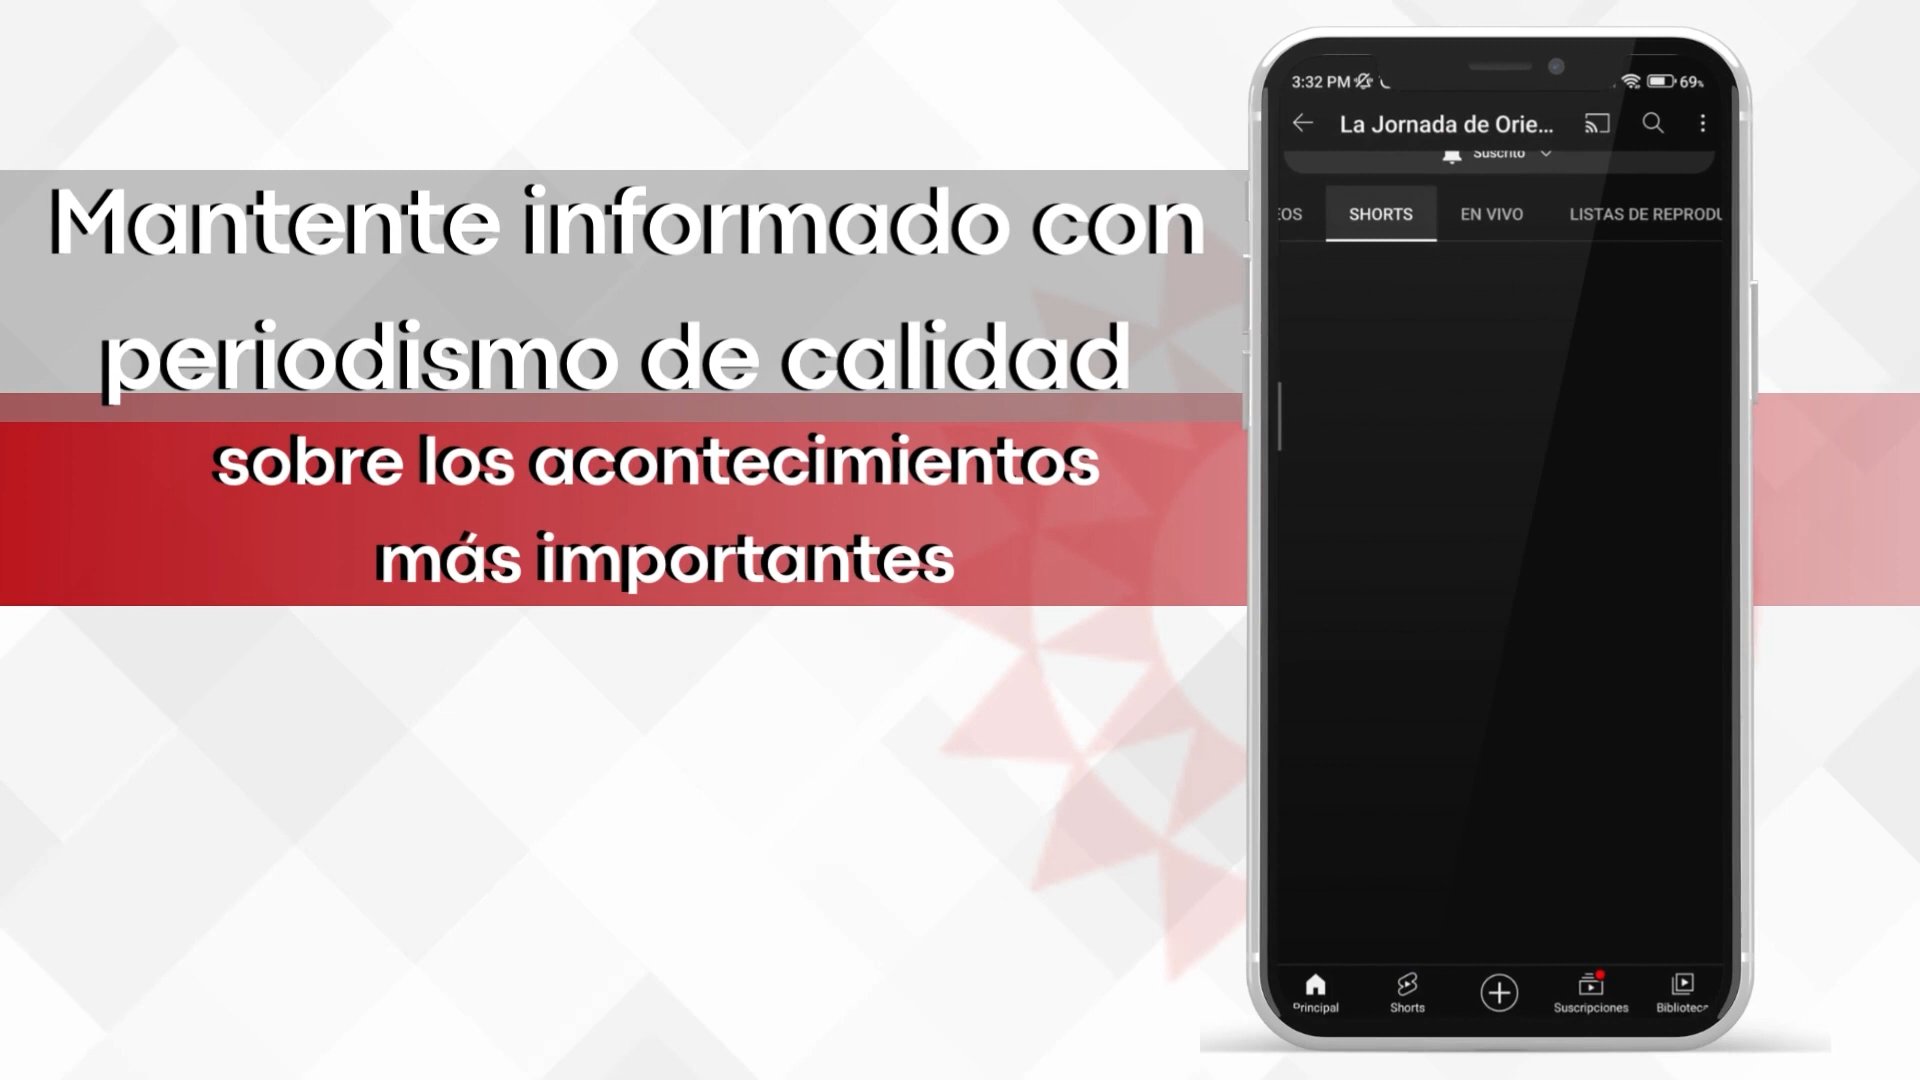 Mantente informado con
periodismo de calidad
sobre los acontecimientos
más importantes
3:32 PM
69%
La Jornada de Orie...
Suscrito
EOS
SHORTS
EN VIVO
LISTAS DE REPRODU
Principal
Shorts
Suscripciones
Bibliotec